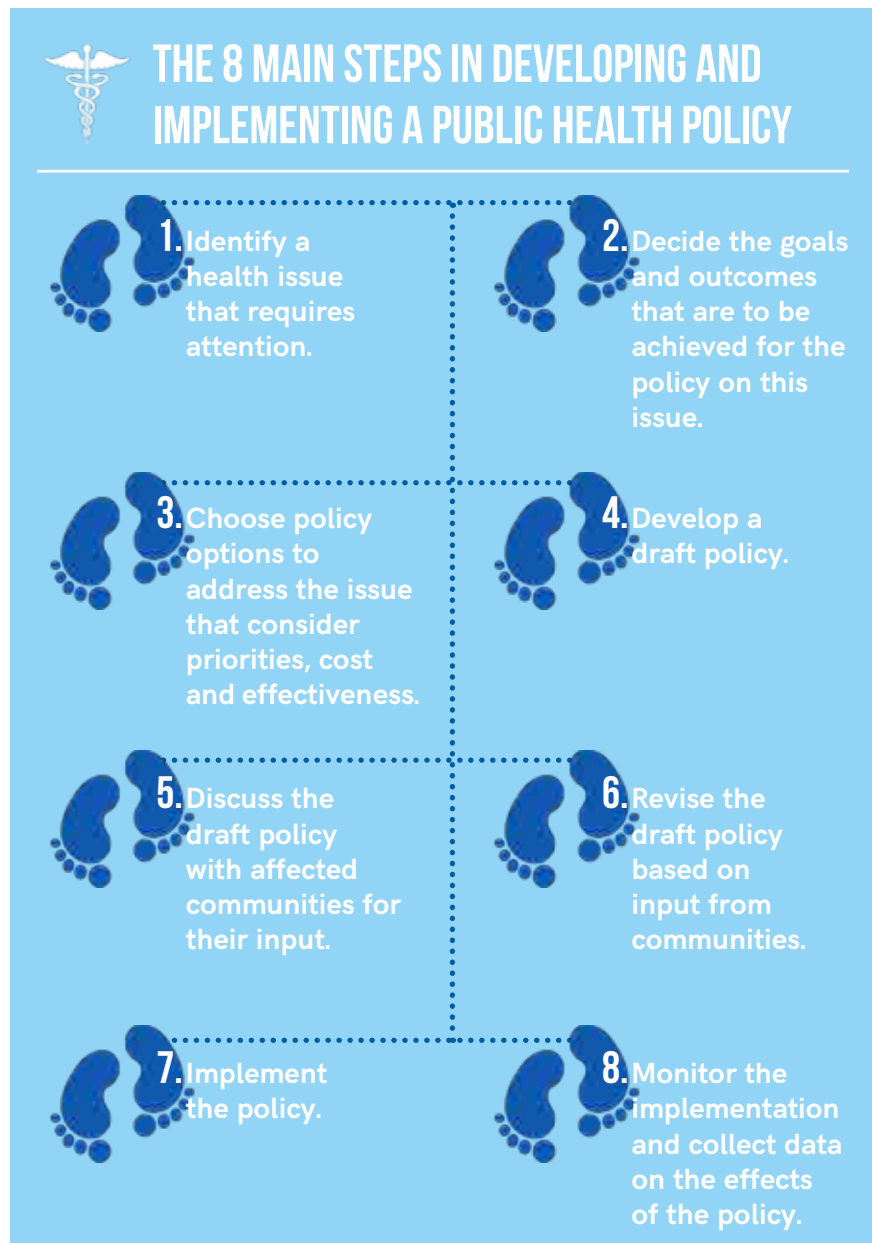 THE 8 MAIN STEPS IN DEVELOPING AND
IMPLEMENTING A PUBLIC HEALTH POLICY
1. Identify a
health issue
that requires
attention.
2. Decide the goals
and outcomes
that are to be
achieved for the
policy on this
issue.
3. Choose policy
options to
address the issue
that consider
priorities, cost
and effectiveness.
4. Develop a
draft policy.
5. Discuss the
draft policy
with affected
communities for
their input.
6. Revise the
draft policy
based on
input from
communities.
7. Implement
the policy.
8. Monitor the
implementation
and collect data
on the effects
of the policy.